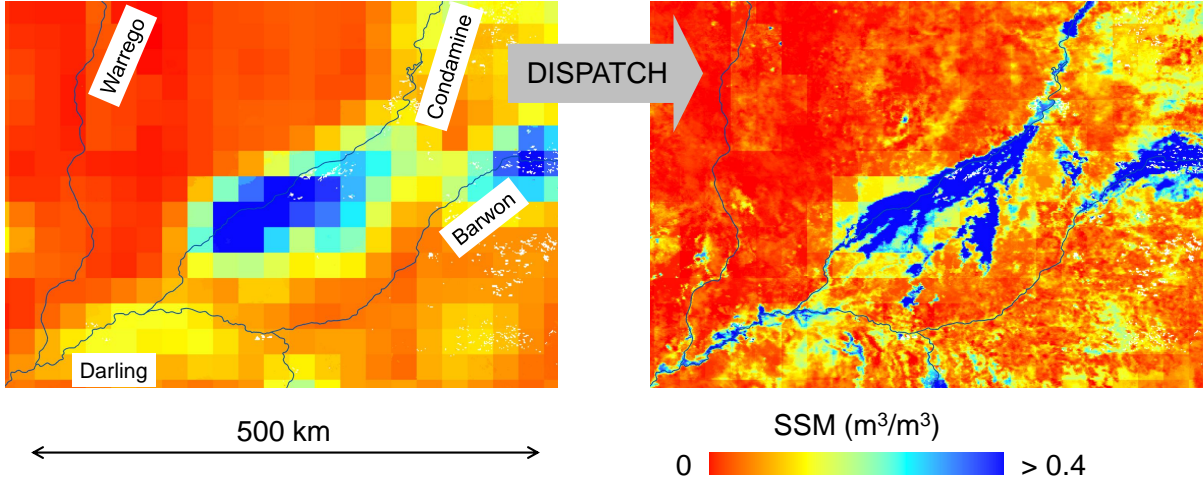 Warrego
Condamine
DISPATCH
Barwon
Darling
500 km
SSM (m³/m³)
0
> 0.4